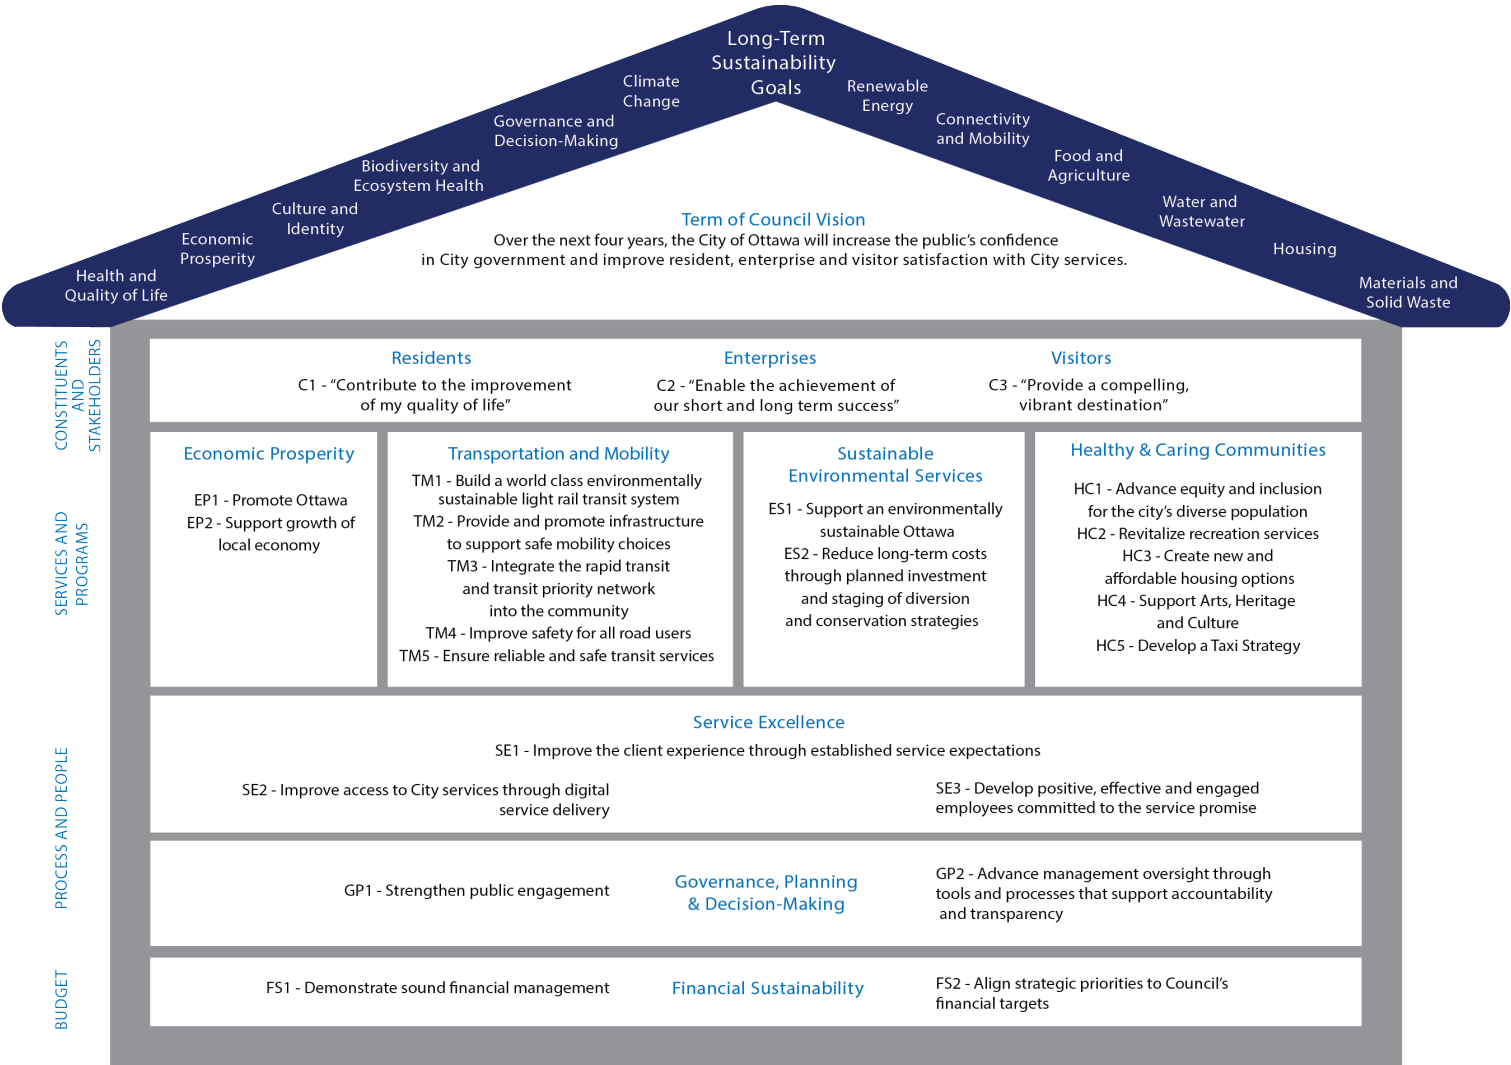 Long-Term
Sustainability
Goals
Climate
Change
Governance and
Decision-Making
Biodiversity and
Ecosystem Health
Culture and
Identity
Economic
Prosperity
Health and
Quality of Life
Renewable
Energy
Connectivity
and Mobility
Food and
Agriculture
Water and
Wastewater
Housing
Materials and
Solid Waste
Term of Council Vision
Over the next four years, the City of Ottawa will increase the public’s confidence
in City government and improve resident, enterprise and visitor satisfaction with City services.
CONSTITUENTS
AND
STAKEHOLDERS
Residents
C1 - “Contribute to the improvement
of my quality of life”
Enterprises
C2 - “Enable the achievement of
our short and long term success”
Visitors
C3 - “Provide a compelling,
vibrant destination”
SERVICES AND
PROGRAMS
Economic Prosperity
EP1 - Promote Ottawa
EP2 - Support growth of
local economy
Transportation and Mobility
TM1 - Build a world class environmentally
sustainable light rail transit system
TM2 - Provide and promote infrastructure
to support safe mobility choices
TM3 - Integrate the rapid transit
and transit priority network
into the community
TM4 - Improve safety for all road users
TM5 - Ensure reliable and safe transit services
Sustainable
Environmental Services
ES1 - Support an environmentally
sustainable Ottawa
ES2 - Reduce long-term costs
through planned investment
and staging of diversion
and conservation strategies
Healthy & Caring Communities
HC1 - Advance equity and inclusion
for the city’s diverse population
HC2 - Revitalize recreation services
HC3 - Create new and
affordable housing options
HC4 - Support Arts, Heritage
and Culture
HC5 - Develop a Taxi Strategy
PROCESS AND PEOPLE
Service Excellence
SE1 - Improve the client experience through established service expectations
SE2 - Improve access to City services through digital
service delivery
SE3 - Develop positive, effective and engaged
employees committed to the service promise
GP1 - Strengthen public engagement
Governance, Planning
& Decision-Making
GP2 - Advance management oversight through
tools and processes that support accountability
and transparency
BUDGET
FS1 - Demonstrate sound financial management
Financial Sustainability
FS2 - Align strategic priorities to Council’s
financial targets